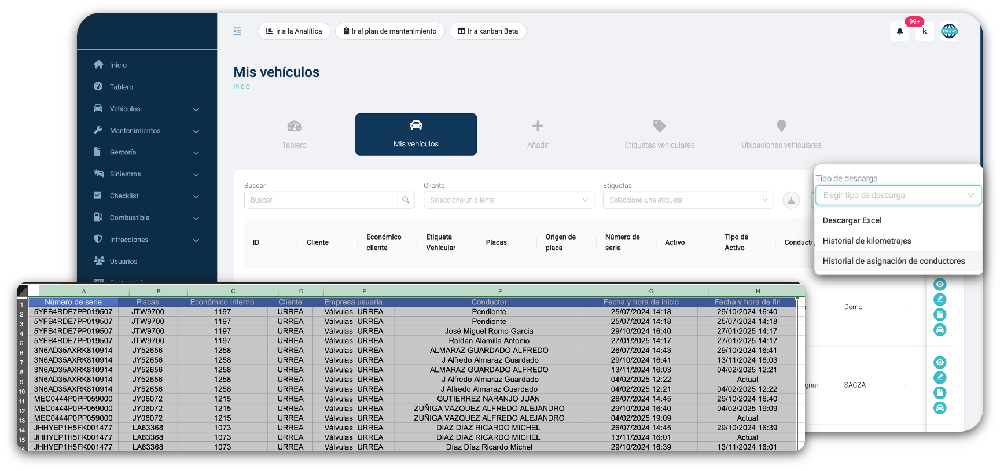 Ir a la Analítica
Ir al plan de mantenimiento
Ir a kanban Beta
99+
k
ESP-LAT
Inicio
Tablero
Vehículos
Mantenimientos
Gestoría
Siniestros
Checklist
Combustible
Infracciones
Usuarios
Mis vehículos
Inicio
Tablero
Mis vehículos
Añadir
Etiquetas vehiculares
Ubicaciones vehiculares
Buscar
Cliente
Etiquetas
Buscar
Seleccione un cliente
Seleccione una etiqueta
Tipo de descarga
Elegir tipo de descarga
Descargar Excel
Historial de kilometrajes
Historial de asignación de conductores
ID
Cliente
Económico cliente
Etiqueta Vehicular
Placas
Origen de placa
Número de serie
Activo
Tipo de Activo
Demo -
SACZA -
A B C D E F G H
1 Número de serie Placas Económico Interno Cliente Empresa usuaria Conductor Fecha y hora de inicio Fecha y hora de fin
2 5YFB4RDE7PP019507 JTW9700 1197 URREA Válvulas URREA Pendiente 25/07/2024 14:18 29/10/2024 16:40
3 5YFB4RDE7PP019507 JTW9700 1197 URREA Válvulas URREA Pendiente 25/07/2024 14:18 25/07/2024 14:18
4 5YFB4RDE7PP019507 JTW9700 1197 URREA Válvulas URREA José Miguel Romo Garcia 29/10/2024 16:40 27/01/2025 14:17
5 5YFB4RDE7PP019507 JTW9700 1197 URREA Válvulas URREA Roldan Alamilla Antonio 27/01/2025 14:17 27/01/2025 14:17
6 3N6AD35AXRK810914 JY52656 1258 URREA Válvulas URREA ALMARAZ GUARDADO ALFREDO 26/07/2024 14:43 29/10/2024 16:41
7 3N6AD35AXRK810914 JY52656 1258 URREA Válvulas URREA J Alfredo Almaraz Guardado 29/10/2024 16:41 13/11/2024 16:03
8 3N6AD35AXRK810914 JY52656 1258 URREA Válvulas URREA ALMARAZ GUARDADO ALFREDO 13/11/2024 16:03 04/02/2025 12:21
9 3N6AD35AXRK810914 JY52656 1258 URREA Válvulas URREA J Alfredo Almaraz Guardado 04/02/2025 12:22 Actual
10 3N6AD35AXRK810914 JY52656 1258 URREA Válvulas URREA J Alfredo Almaraz Guardado 04/02/2025 12:21 04/02/2025 12:22
11 MEC0444P0PP059000 JY06072 1215 URREA Válvulas URREA GUTIERREZ NARANJO JUAN 26/07/2024 14:45 29/10/2024 16:40
12 MEC0444P0PP059000 JY06072 1215 URREA Válvulas URREA ZUÑIGA VAZQUEZ ALFREDO ALEJANDRO 29/10/2024 16:40 04/02/2025 19:09
13 MEC0444P0PP059000 JY06072 1215 URREA Válvulas URREA ZUÑIGA VAZQUEZ ALFREDO ALEJANDRO 04/02/2025 19:09 Actual
14 JHHYEP1H5FK001477 LA63368 1073 URREA Válvulas URREA DIAZ DIAZ RICARDO MICHEL 26/07/2024 14:45 29/10/2024 16:39
15 JHHYEP1H5FK001477 LA63368 1073 URREA Válvulas URREA DIAZ DIAZ RICARDO MICHEL 13/11/2024 16:01 Actual
16 JHHYEP1H5FK001477 LA63368 1073 URREA Válvulas URREA Díaz Díaz Ricardo Michel 29/10/2024 16:39 13/11/2024 16:01